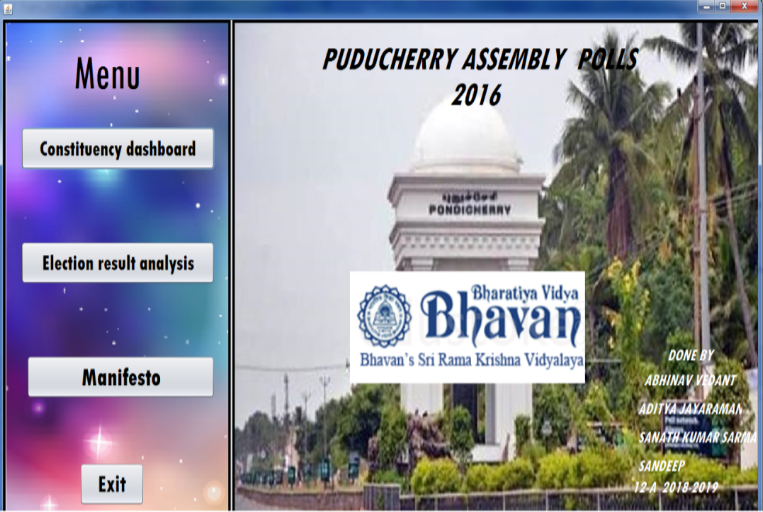 Menu
Constituency dashboard
Election result analysis
Manifesto
Exit
PUDUCHERRY ASSEMBLY POLLS
2016
புதுச்சேரி
PONDICHERRY
Bharatiya Vidya
Bhavan
Bhavan's Sri Rama Krishna Vidyalaya
DONE BY
ABHINAV VEDANT
ADITYA JAYARAMAN
SANATH KUMAR SARMA
SANDEEP
12-A 2018-2019